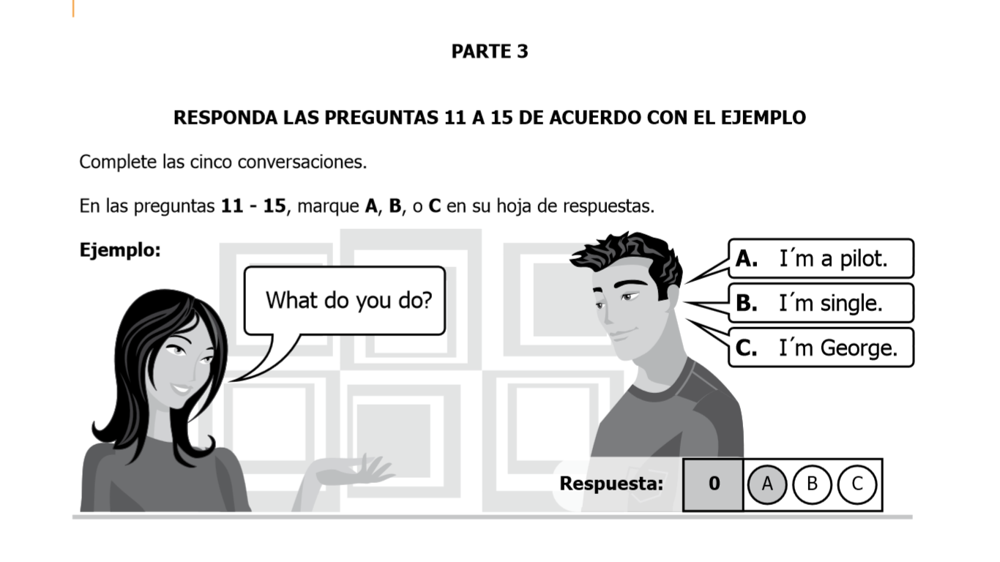 PARTE 3
RESPONDA LAS PREGUNTAS 11 A 15 DE ACUERDO CON EL EJEMPLO
Complete las cinco conversaciones.
En las preguntas 11 - 15, marque A, B, o C en su hoja de respuestas.
Ejemplo:
What do you do?
A. I´m a pilot.
B. I´m single.
C. I´m George.
Respuesta: 0 A B C